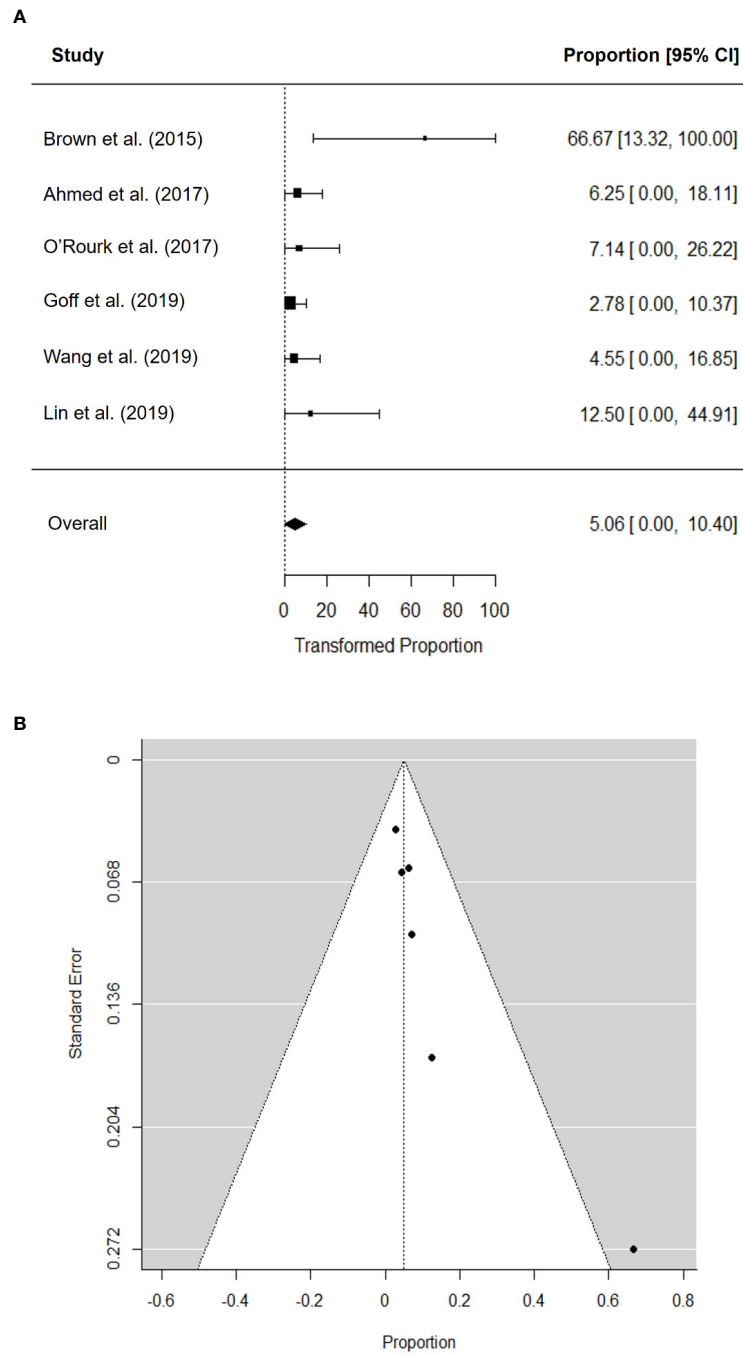 A
Study Proportion [95% CI]
Brown et al. (2015) 66.67 [13.32, 100.00]
Ahmed et al. (2017) 6.25 [ 0.00, 18.11]
O'Rourk et al. (2017) 7.14 [ 0.00, 26.22]
Goff et al. (2019) 2.78 [ 0.00, 10.37]
Wang et al. (2019) 4.55 [ 0.00, 16.85]
Lin et al. (2019) 12.50 [ 0.00, 44.91]
Overall 5.06 [ 0.00, 10.40]
0 20 40 60 80 100
Transformed Proportion
B
0
0.068
0.136
0.204
0.272
Standard Error
-0.6 -0.4 -0.2 0 0.2 0.4 0.6 0.8
Proportion